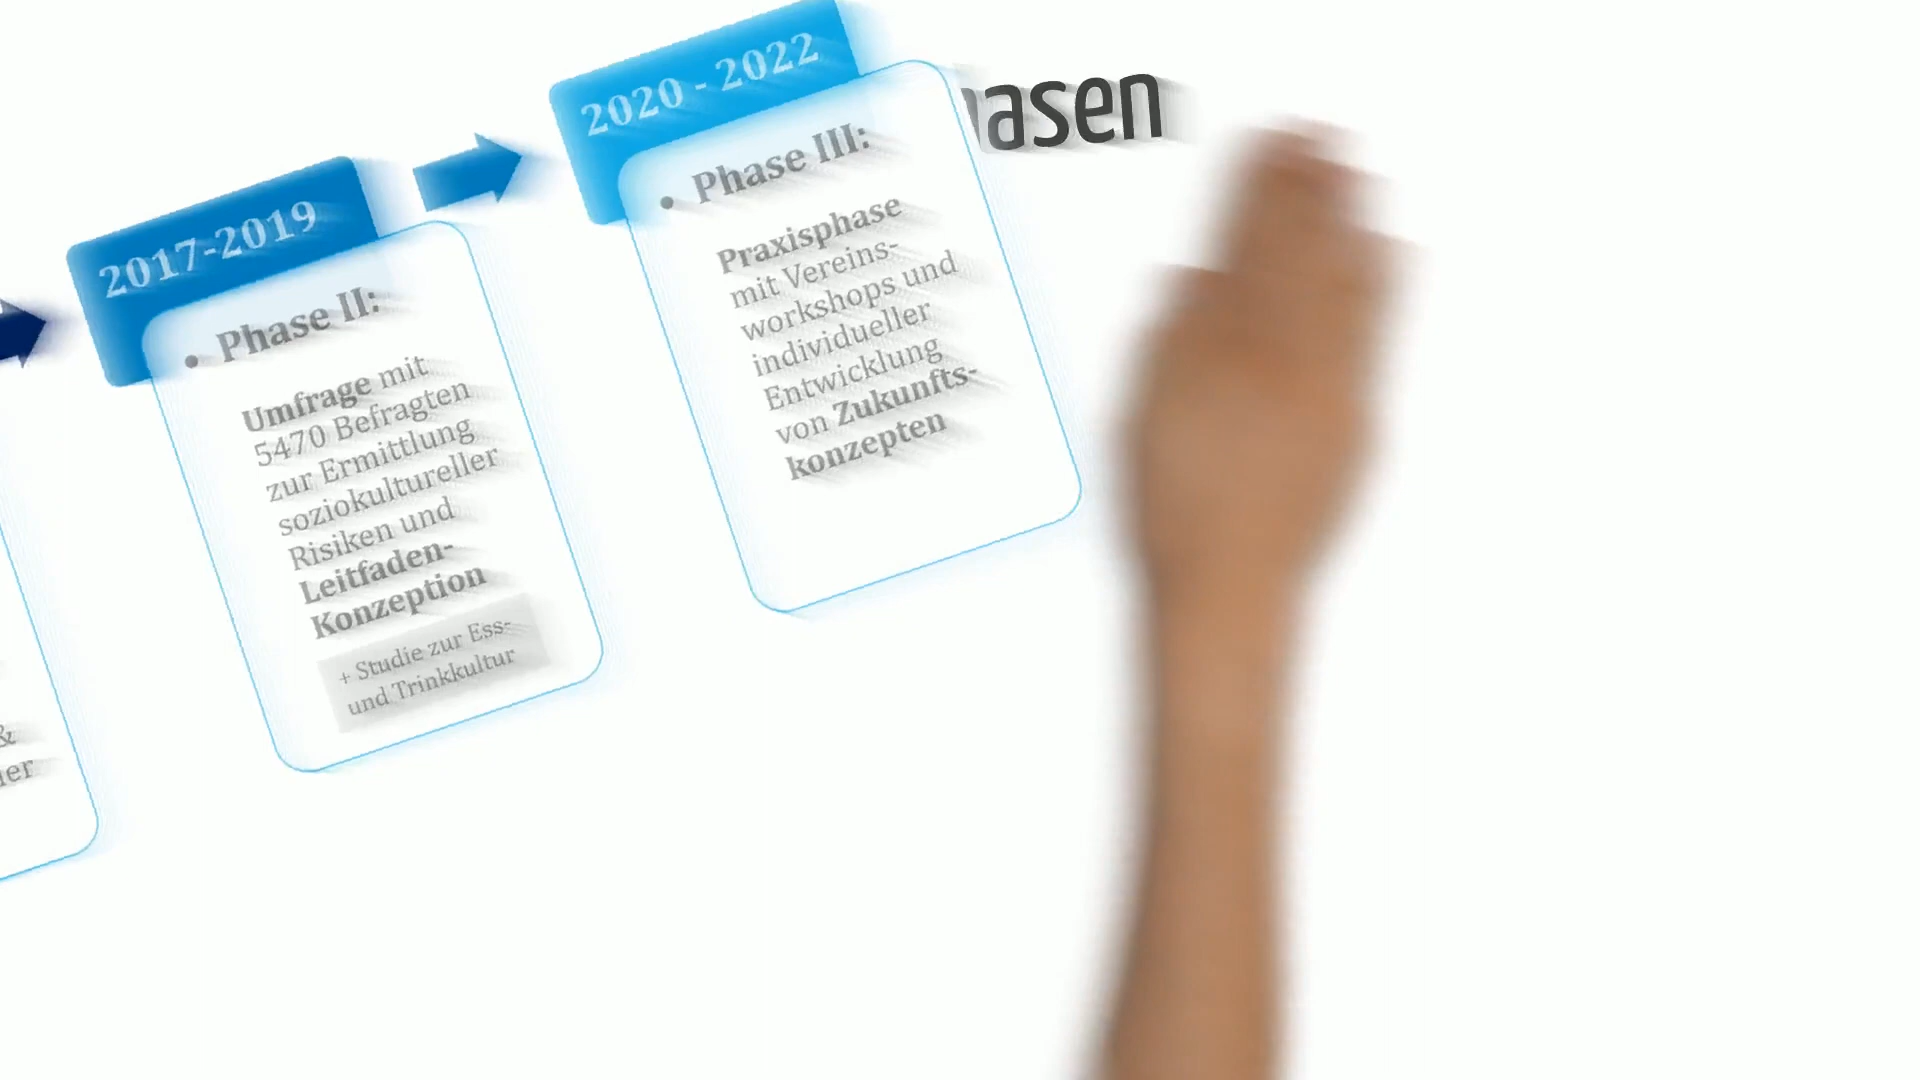 asen
2017-2019
• Phase II:
Umfrage mit
5470 Befragten
zur Ermittlung
soziokultureller
Risiken und
Leitfaden-
Konzeption
+ Studie zur Ess-
und Trinkkultur
2020 - 2022
• Phase III:
Praxisphase
mit Vereins-
workshops und
individueller
Entwicklung
von Zukunfts-
konzepten
&